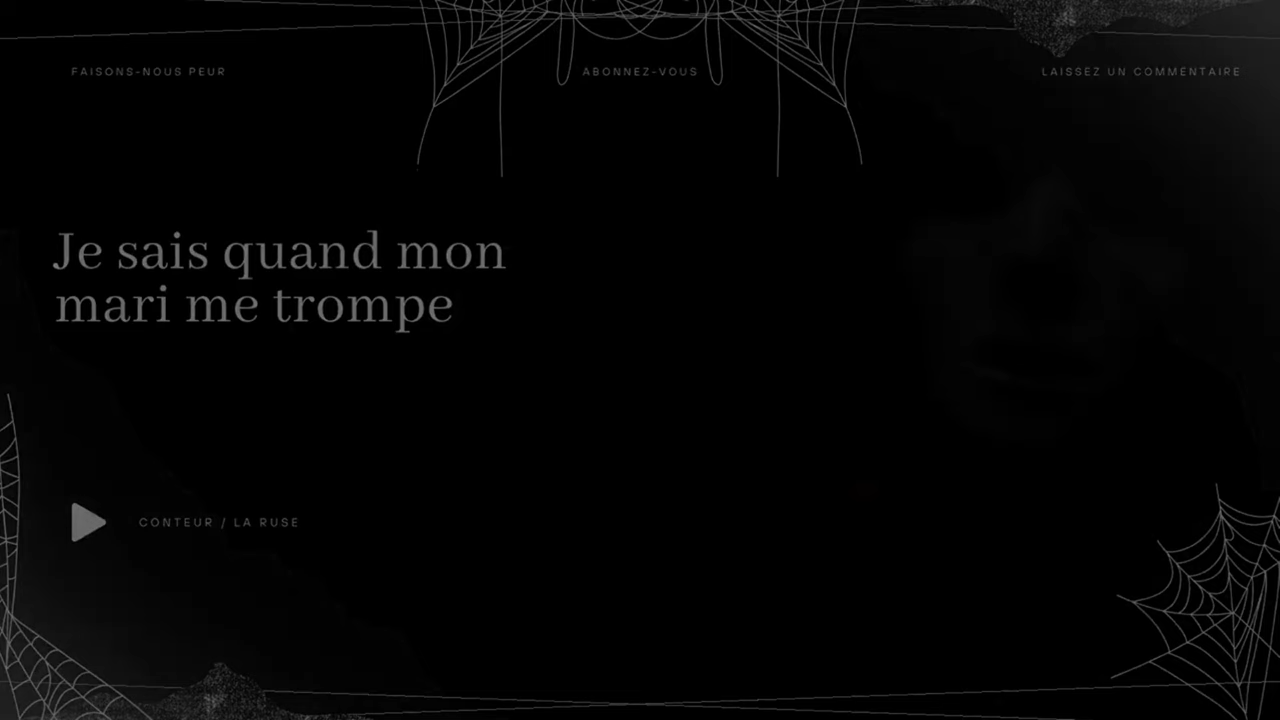 FAISONS-NOUS PEUR
ABONNEZ-VOUS
LAISSEZ UN COMMENTAIRE
Je sais quand mon
mari me trompe
CONTEUR / LA RUSE